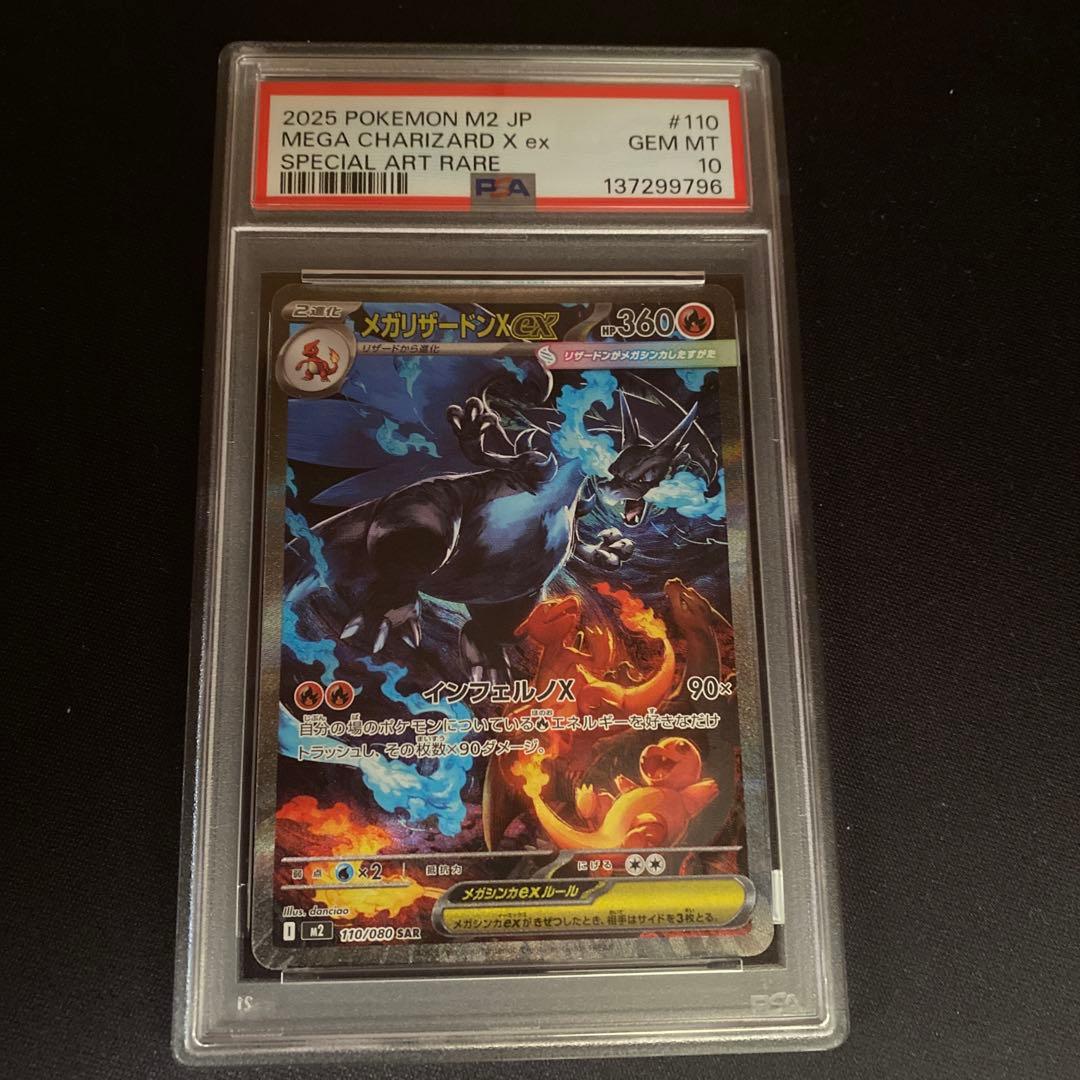 2025 POKEMON M2 JP #110
MEGA CHARIZARD X ex GEM MT
SPECIAL ART RARE 10
PSA 137299796
2進化 メガリザードンXex HP360
リザードから進化 リザードンがメガシンカしたすがた
インフェルノX 90×
自分の場のポケモンについているエネルギーを好きなだけ
トラッシュし、その枚数×90ダメージ。
弱点 ×2 抵抗力 にげる
メガシンカexルール
メガシンカexがきぜつしたとき、相手はサイドを3枚とる。
Illus. danciao
I M2 110/080 SAR
PSA